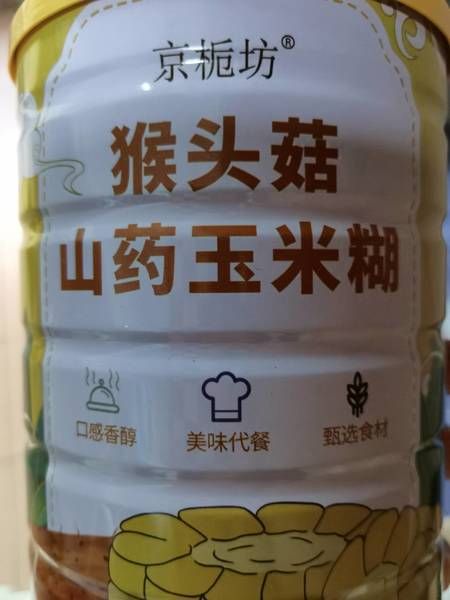 京栀坊®
猴头菇
山药玉米糊
口感香醇 美味代餐 甄选食材